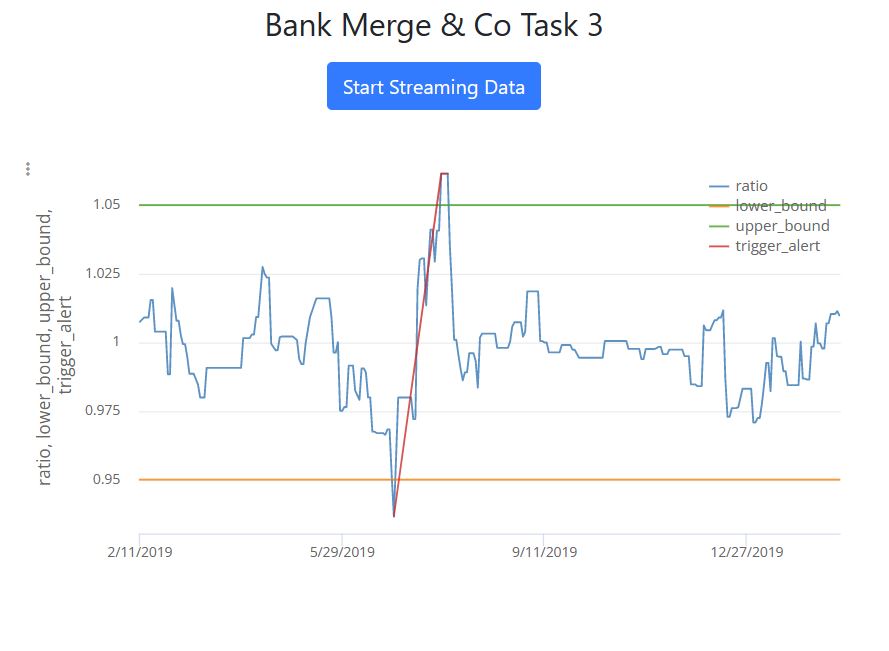 Bank Merge & Co Task 3
Start Streaming Data
ratio
lower_bound
upper_bound
trigger_alert
1.05
1.025
1
0.975
0.95
ratio, lower_bound, upper_bound,
trigger_alert
2/11/2019
5/29/2019
9/11/2019
12/27/2019